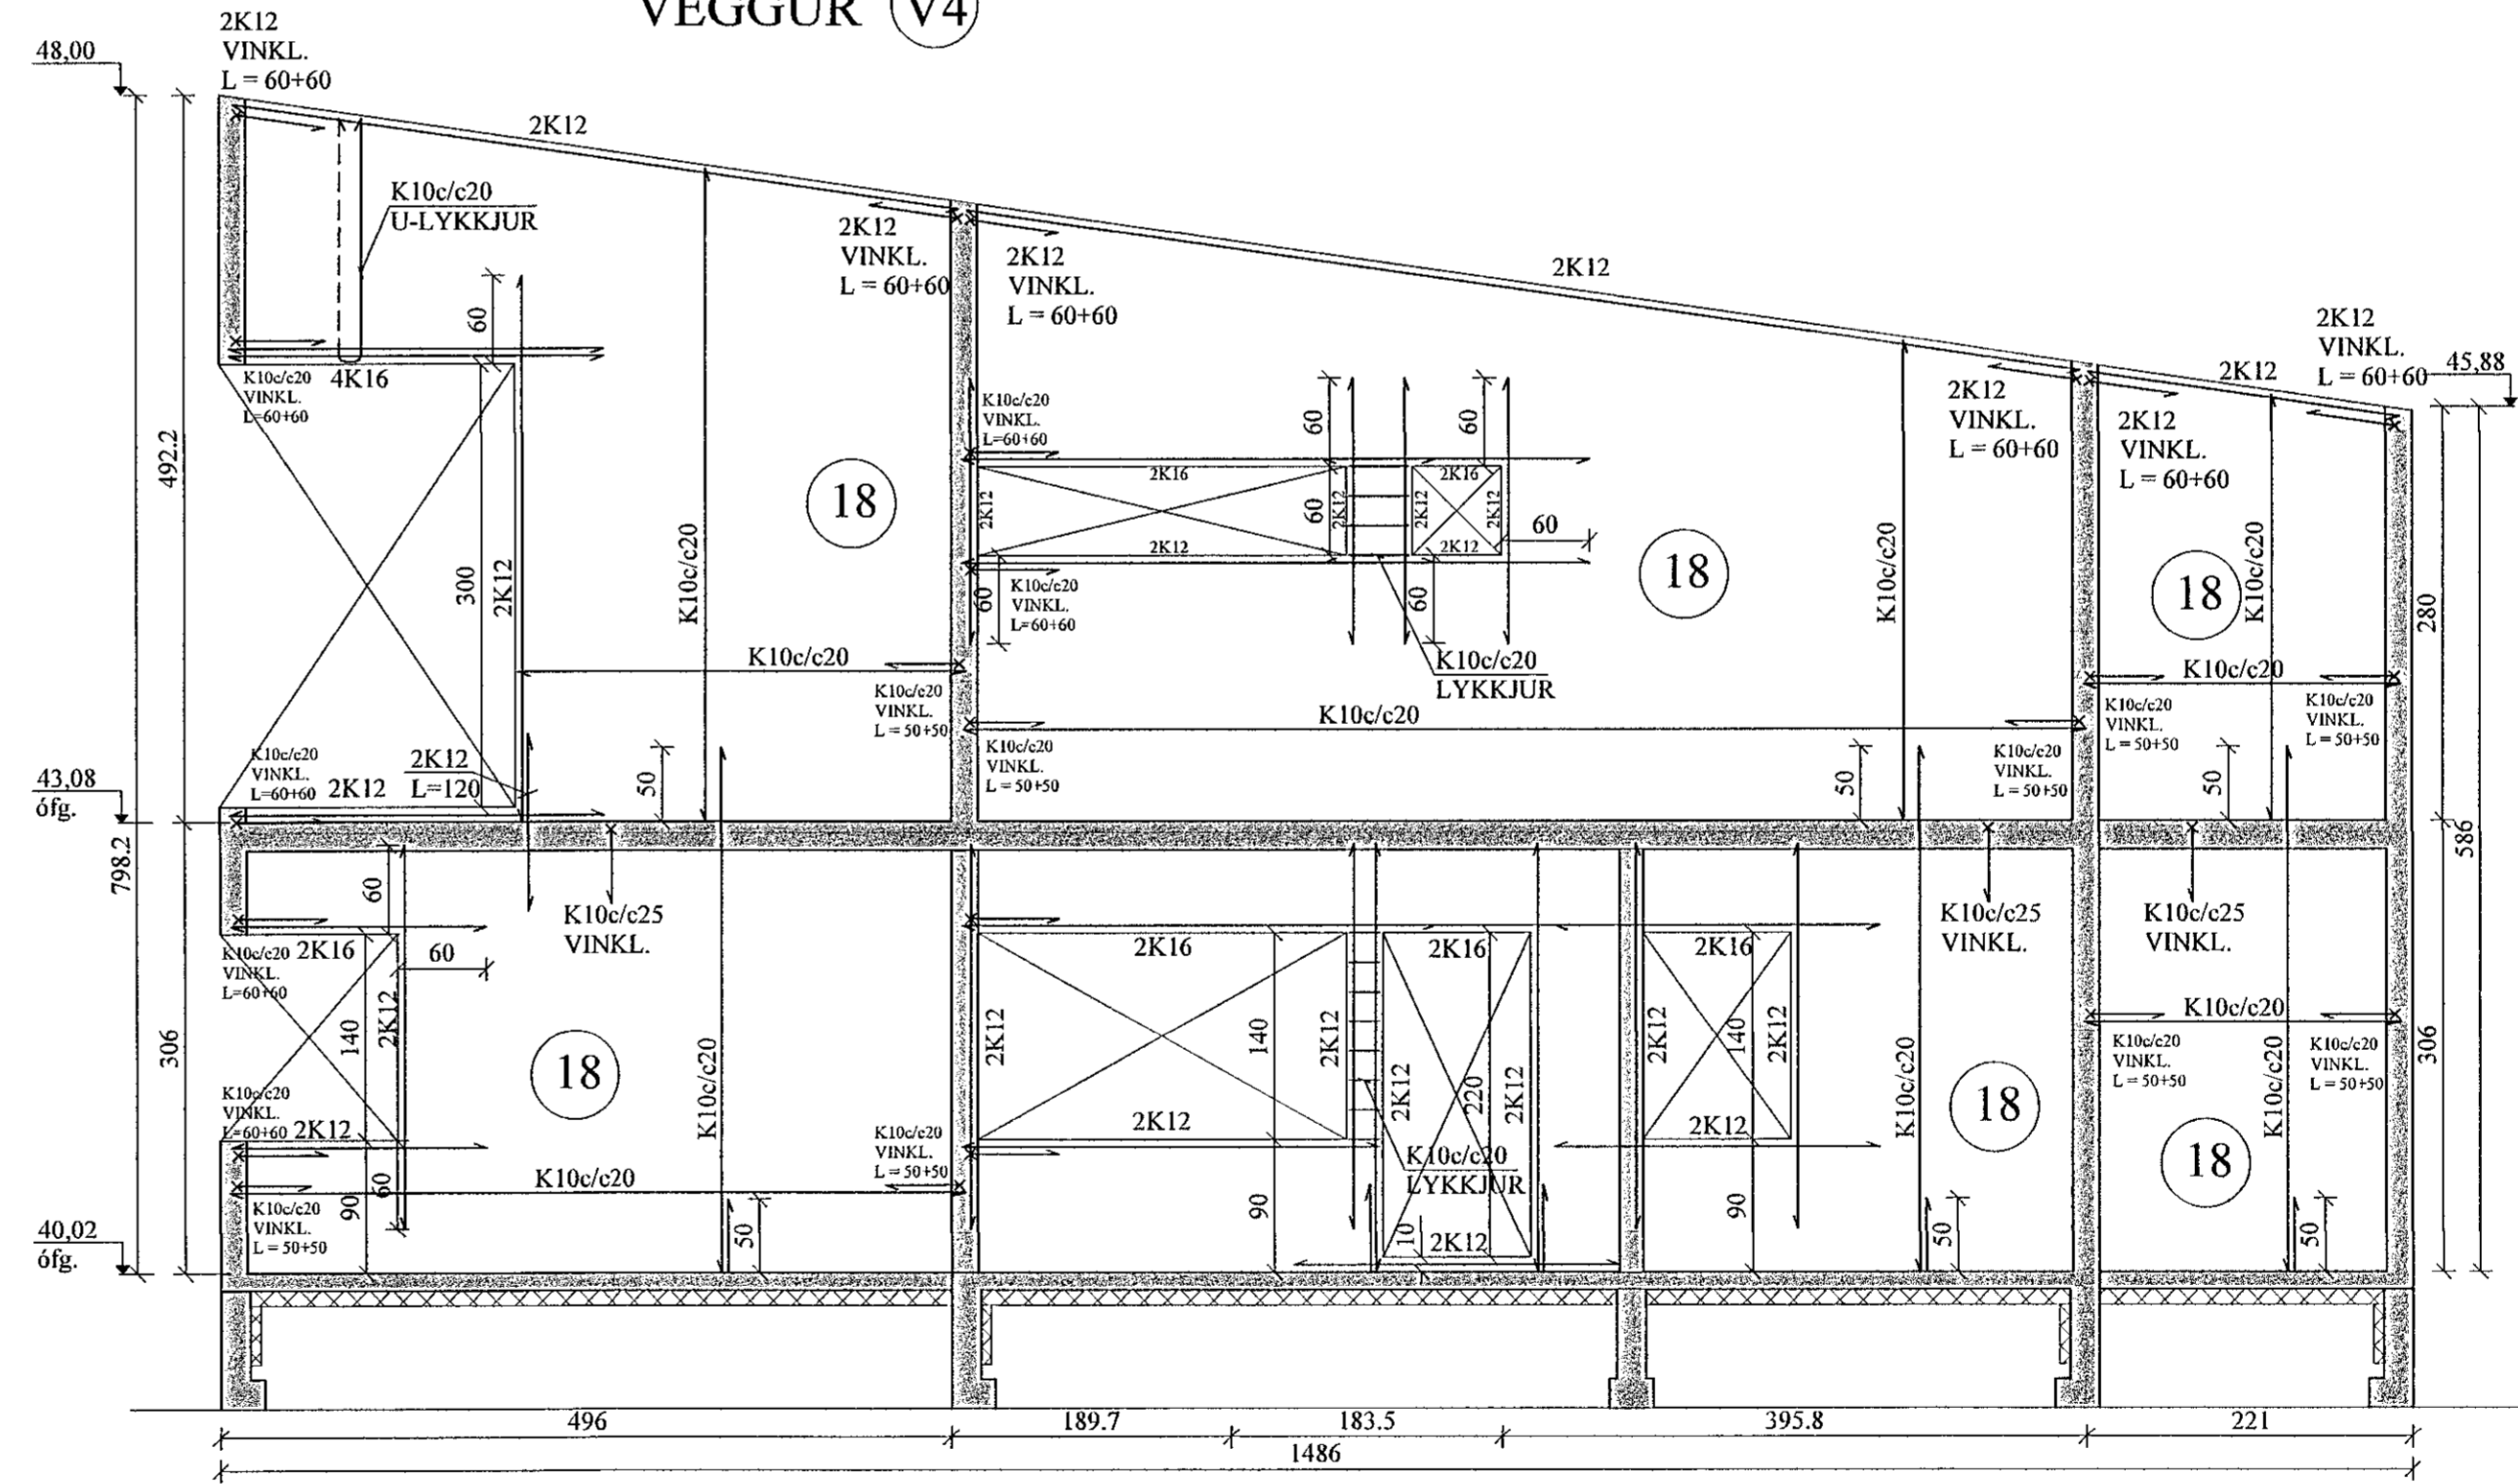 VEGGUR V4
2K12
VINKL.
L = 60+60
48,00
2K12
K10c/c20
U-LYKKJUR
2K12
VINKL.
L = 60+60
2K12
VINKL.
L = 60+60
2K12
2K12
VINKL.
L = 60+60
45,88
2K12
2K12
VINKL.
L = 60+60
2K12
VINKL.
L = 60+60
60
K10c/c20
VINKL.
L=60+60
4K16
492.2
300
2K12
K10c/c20
18
K10c/c20
VINKL.
L=60+60
60
60
2K16
2K16
2K12
60
2K12
2K12
2K12
60
2K12
2K12
60
K10c/c20
VINKL.
L=60+60
60
K10c/c20
LYKKJUR
18
K10c/c20
18
K10c/c20
280
K10c/c20
K10c/c20
VINKL.
L = 50+50
K10c/c20
K10c/c20
VINKL.
L = 50+50
K10c/c20
K10c/c20
VINKL.
L = 50+50
K10c/c20
VINKL.
L = 50+50
K10c/c20
VINKL.
L = 50+50
K10c/c20
VINKL.
L=60+60
2K12
2K12
L=120
50
50
50
43,08
ófg.
798.2
586
60
K10c/c25
VINKL.
K10c/c25
VINKL.
K10c/c25
VINKL.
K10c/c20
VINKL.
L=60+60
2K16
60
140
2K12
306
18
K10c/c20
2K16
2K12
140
2K12
2K12
2K16
2K12
220
2K12
2K16
2K12
140
2K12
2K12
K10c/c20
18
K10c/c20
K10c/c20
VINKL.
L = 50+50
K10c/c20
VINKL.
L = 50+50
K10c/c20
18
306
K10c/c20
VINKL.
L=60+60
2K12
60
90
K10c/c20
K10c/c20
VINKL.
L = 50+50
K10c/c20
VINKL.
L = 50+50
50
90
K10c/c20
LYKKJUR
10
2K12
90
50
50
40,02
ófg.
496
189.7
183.5
395.8
221
1486